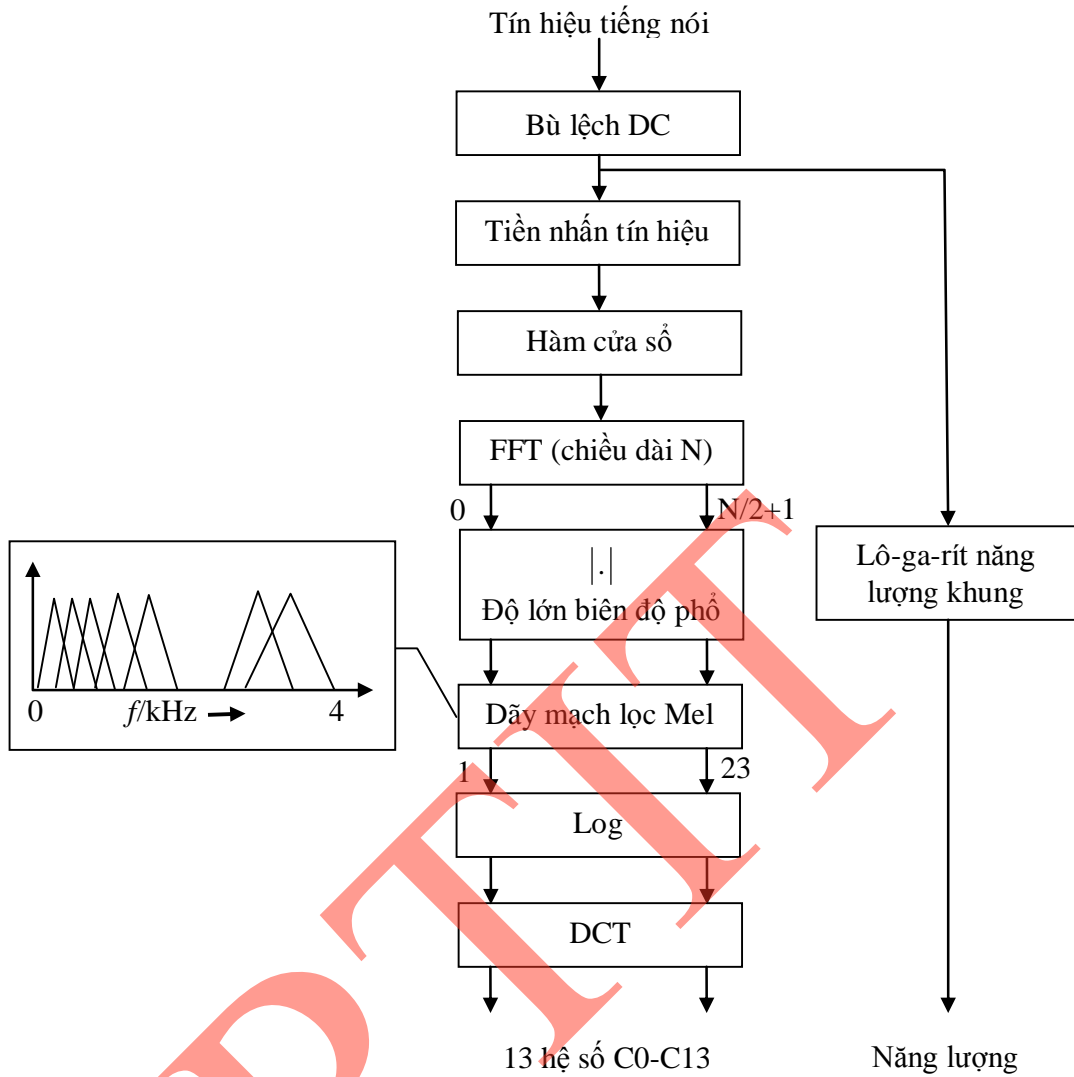 Tín hiệu tiếng nói
Bù lệch DC
Tiền nhấn tín hiệu
Hàm cửa sổ
FFT (chiều dài N)
0
N/2+1
|.|
Độ lớn biên độ phổ
Lô-ga-rít năng
lượng khung
0
f/kHz
4
Dãy mạch lọc Mel
1
23
Log
DCT
13 hệ số C0-C13
Năng lượng
PTIT